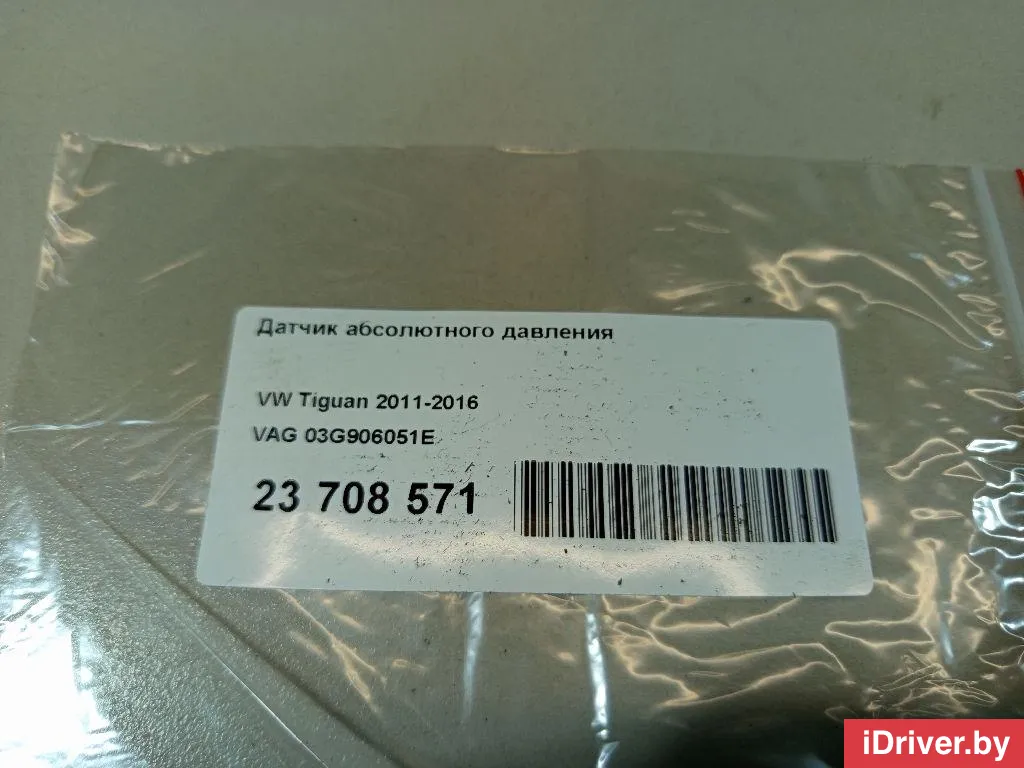 Датчик абсолютного давления
VW Tiguan 2011-2016
VAG 03G906051E
23 708 571
iDriver.by